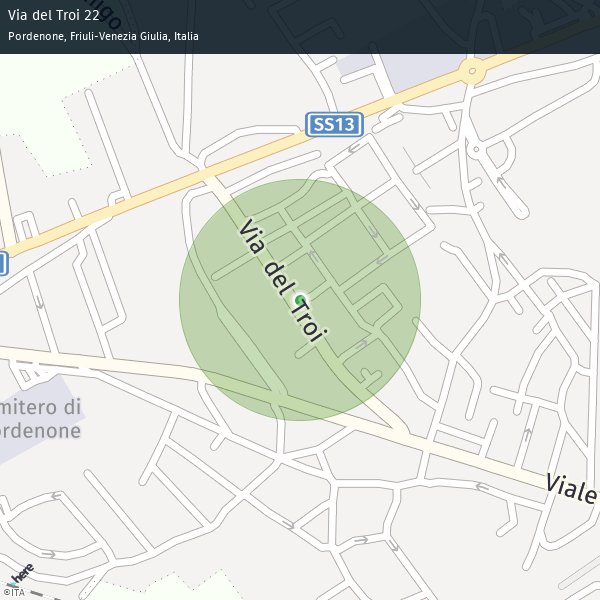 Via del Troi 22
Pordenone, Friuli-Venezia Giulia, Italia
SS13
Via del Troi
mitero di
ordenone
Viale
here
©ITA